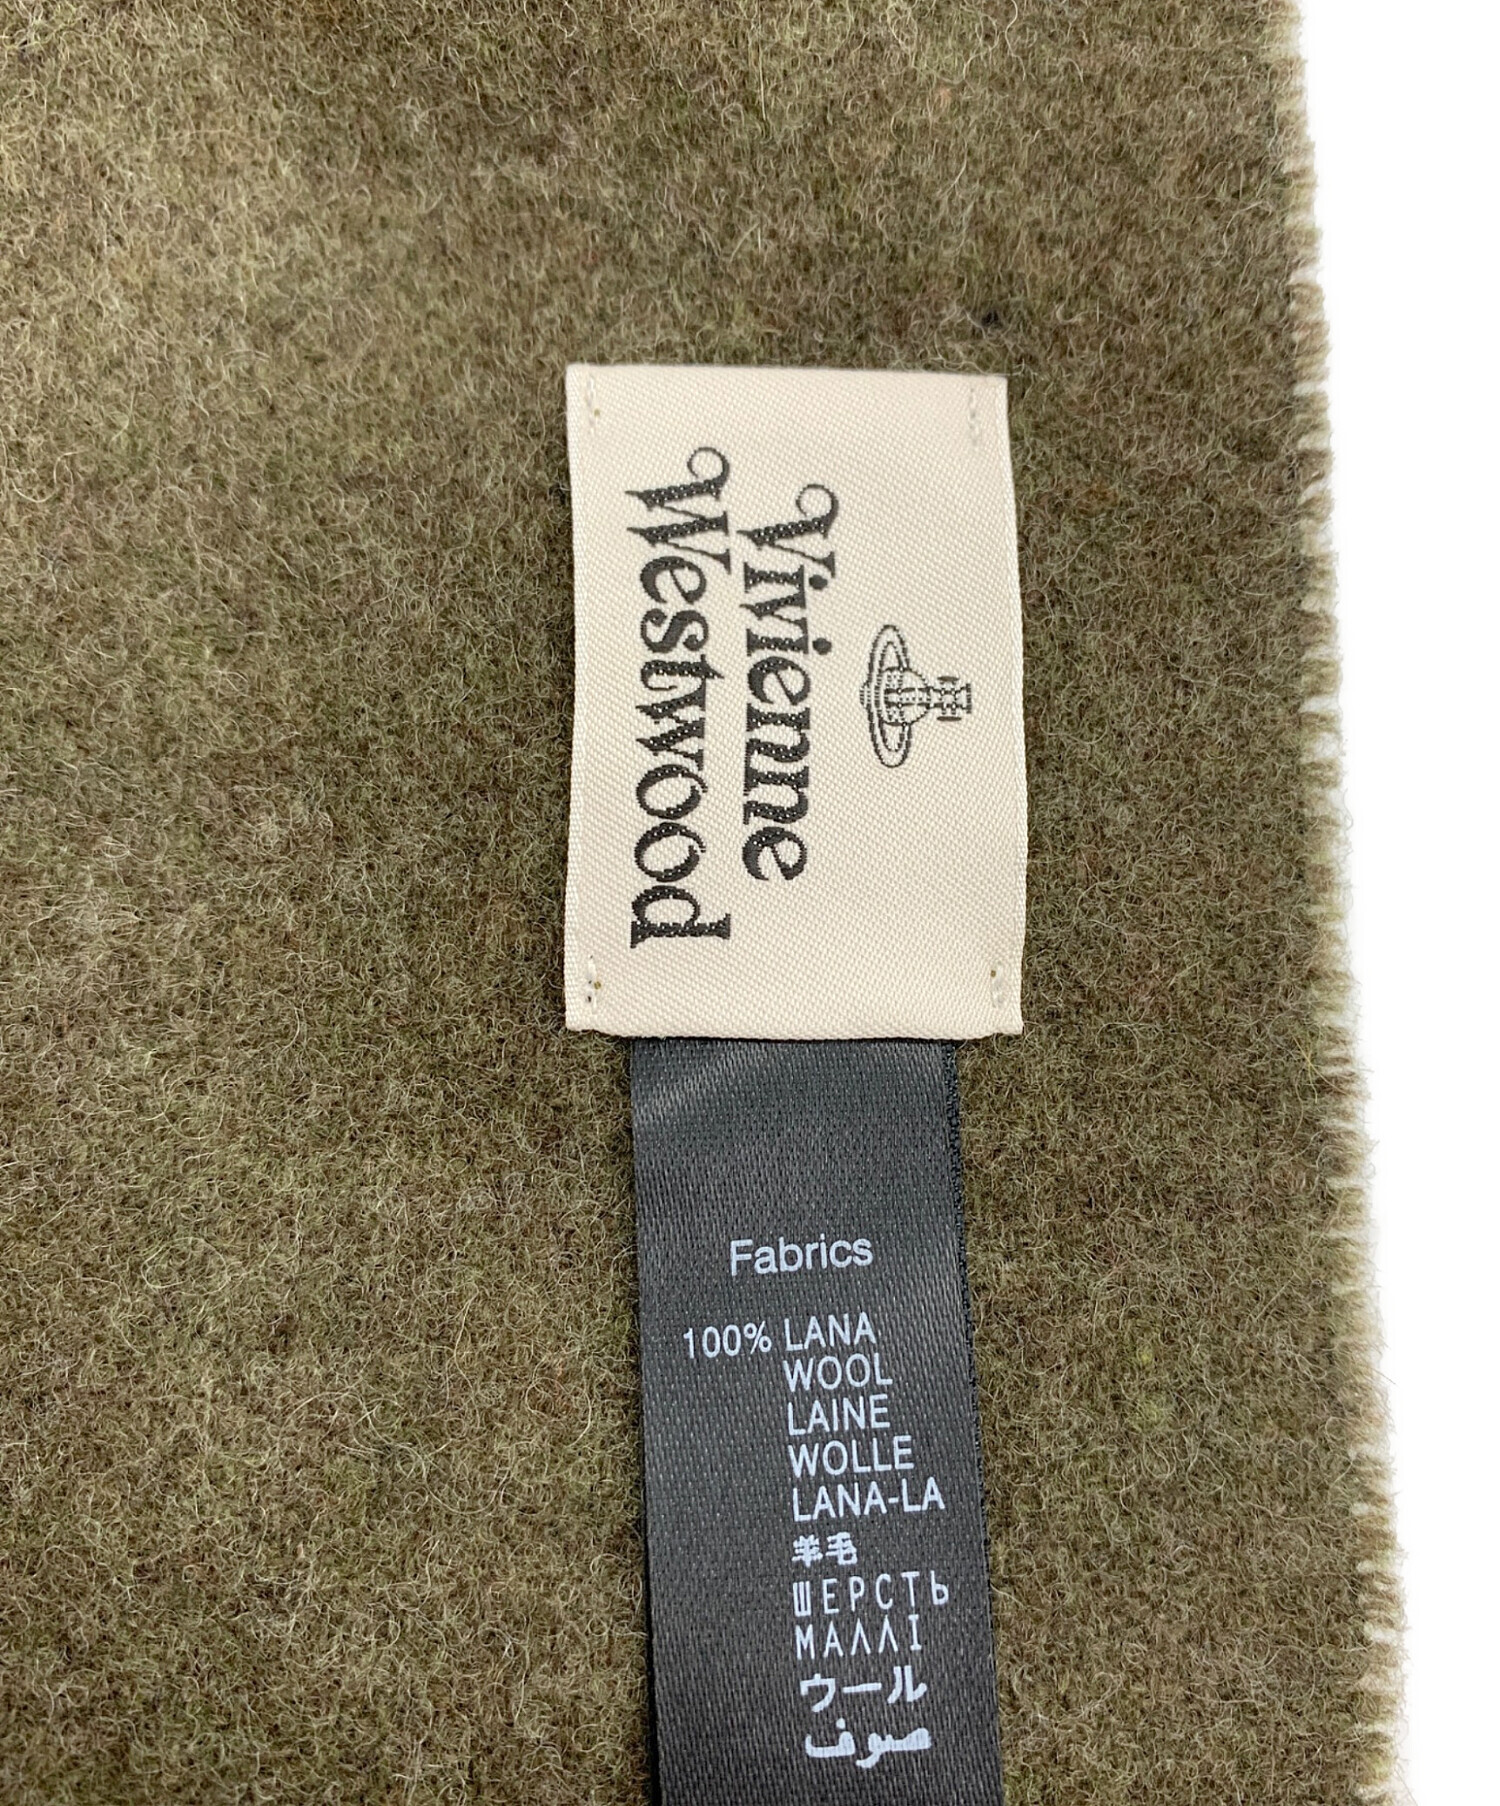 Vivienne
Westwood
Fabrics
100% LANA
WOOL
LAINE
WOLLE
LANA-LA
羊毛
ШЕРСТЬ
ΜΑΛΛΙ
ウール
صوف